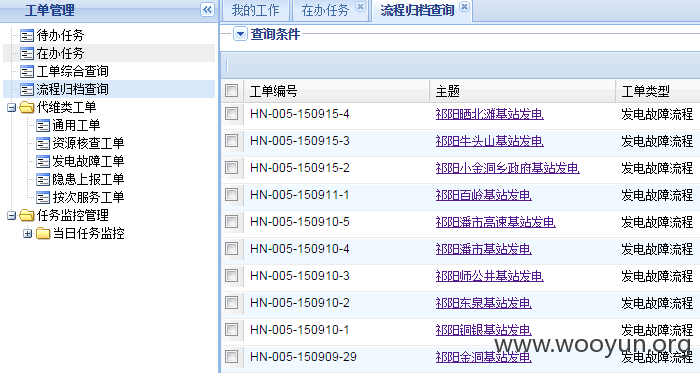 工单管理
待办任务
在办任务
工单综合查询
流程归档查询
代维类工单
通用工单
资源核查工单
发电故障工单
隐患上报工单
按次服务工单
任务监控管理
当日任务监控
我的工作 在办任务 流程归档查询
查询条件
工单编号 主题 工单类型
HN-005-150915-4 祁阳晒北滩基站发电 发电故障流程
HN-005-150915-3 祁阳牛头山基站发电 发电故障流程
HN-005-150915-2 祁阳小金洞乡政府基站发电 发电故障流程
HN-005-150911-1 祁阳百岭基站发电 发电故障流程
HN-005-150910-5 祁阳潘市高速基站发电 发电故障流程
HN-005-150910-4 祁阳潘市基站发电 发电故障流程
HN-005-150910-3 祁阳师公井基站发电 发电故障流程
HN-005-150910-2 祁阳东泉基站发电 发电故障流程
HN-005-150910-1 祁阳铜银基站发电 发电故障流程
HN-005-150909-29 祁阳金洞基站发电 发电故障流程
www.wooyun.org